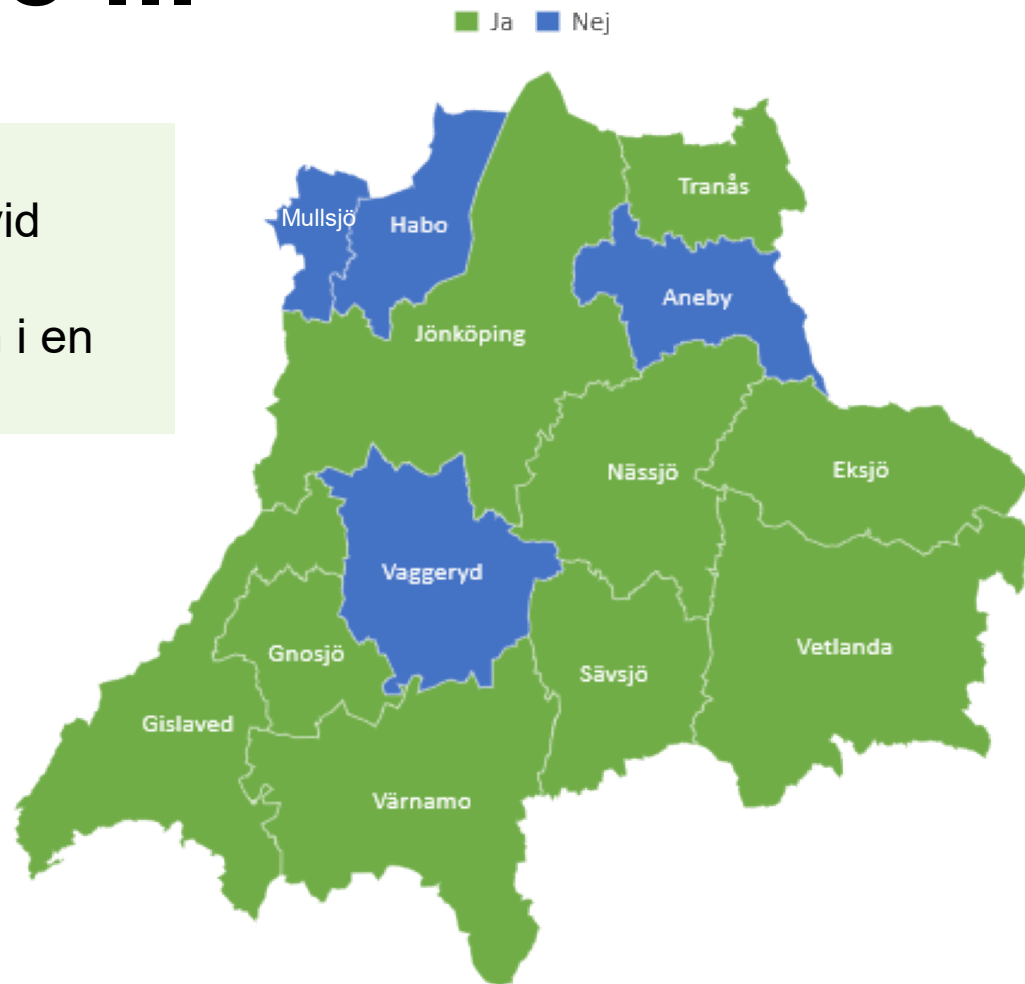 Ja Nej
vid
i en
Tranås
Mullsjö
Habo
Aneby
Jönköping
Nässjö
Eksjö
Vaggeryd
Vetlanda
Gnosjö
Sävsjö
Gislaved
Värnamo